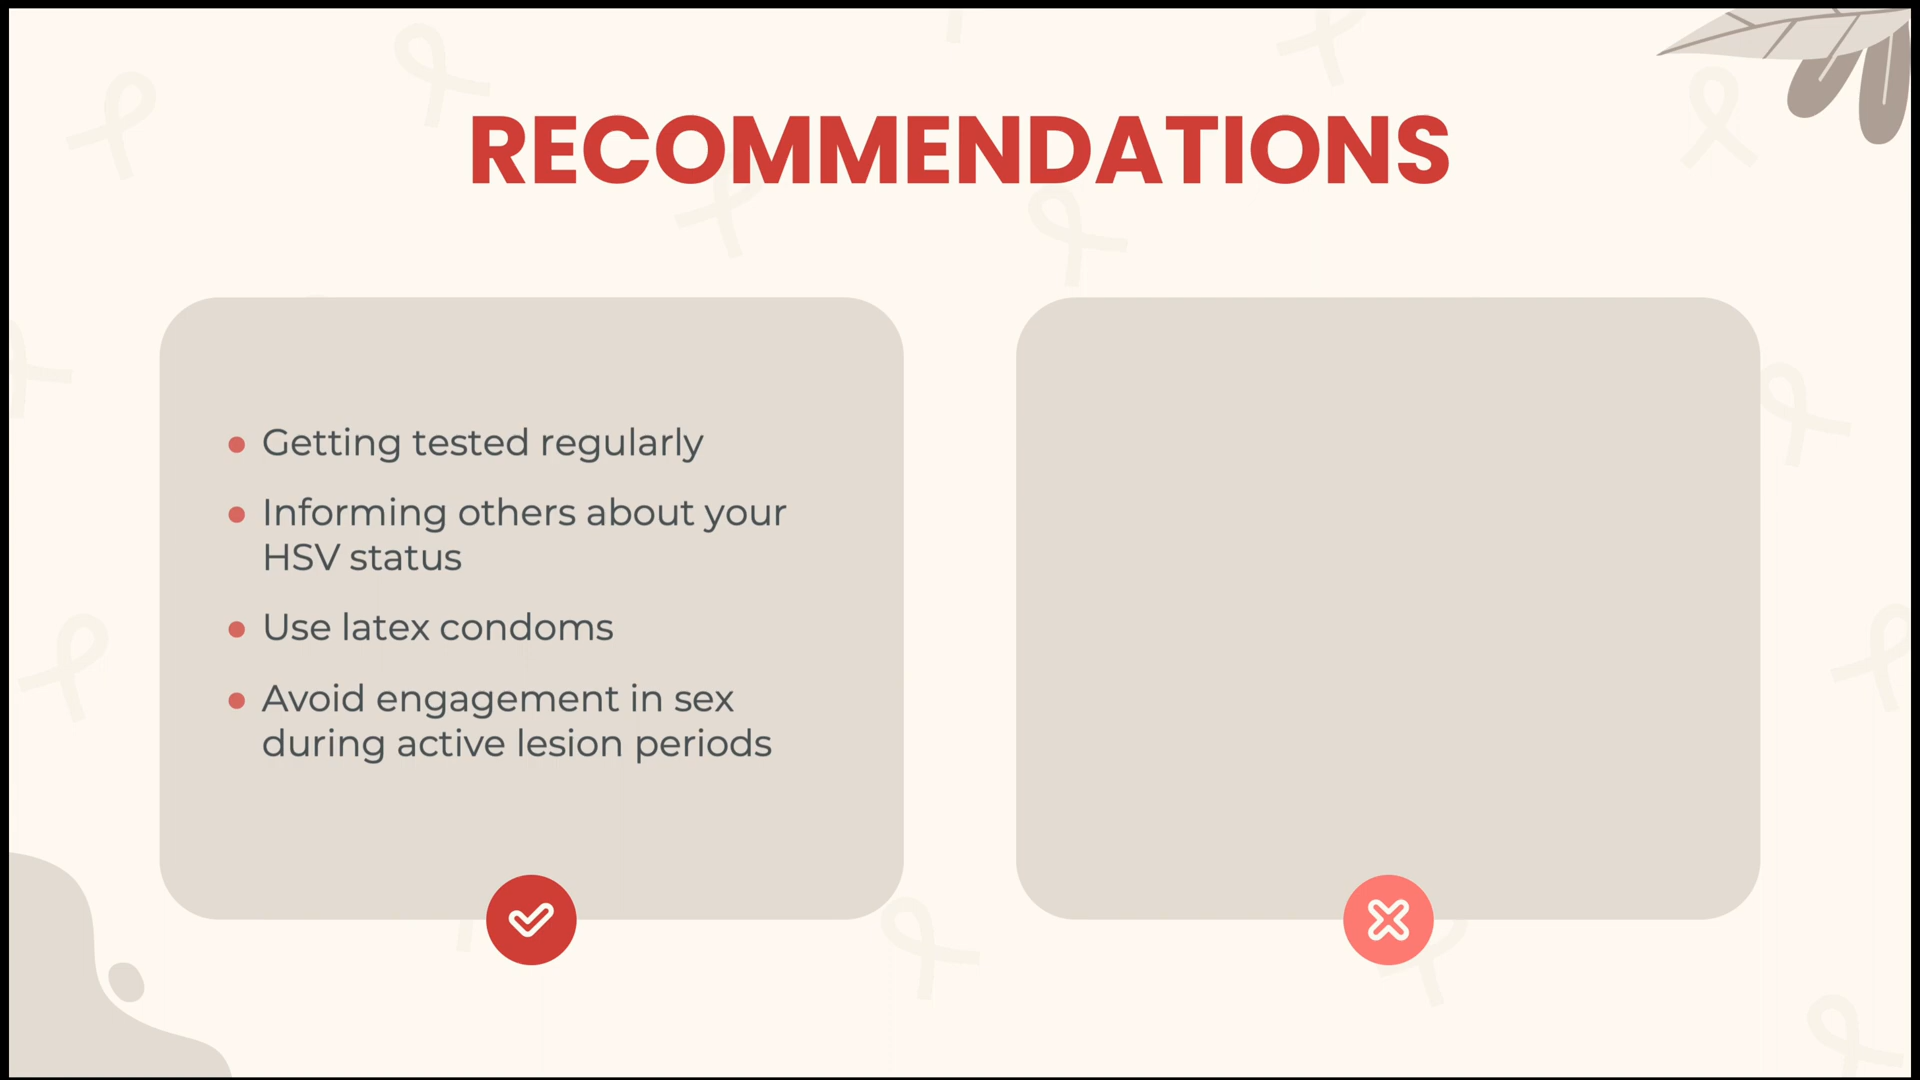 RECOMMENDATIONS
Getting tested regularly
Informing others about your
HSV status
Use latex condoms
Avoid engagement in sex
during active lesion periods